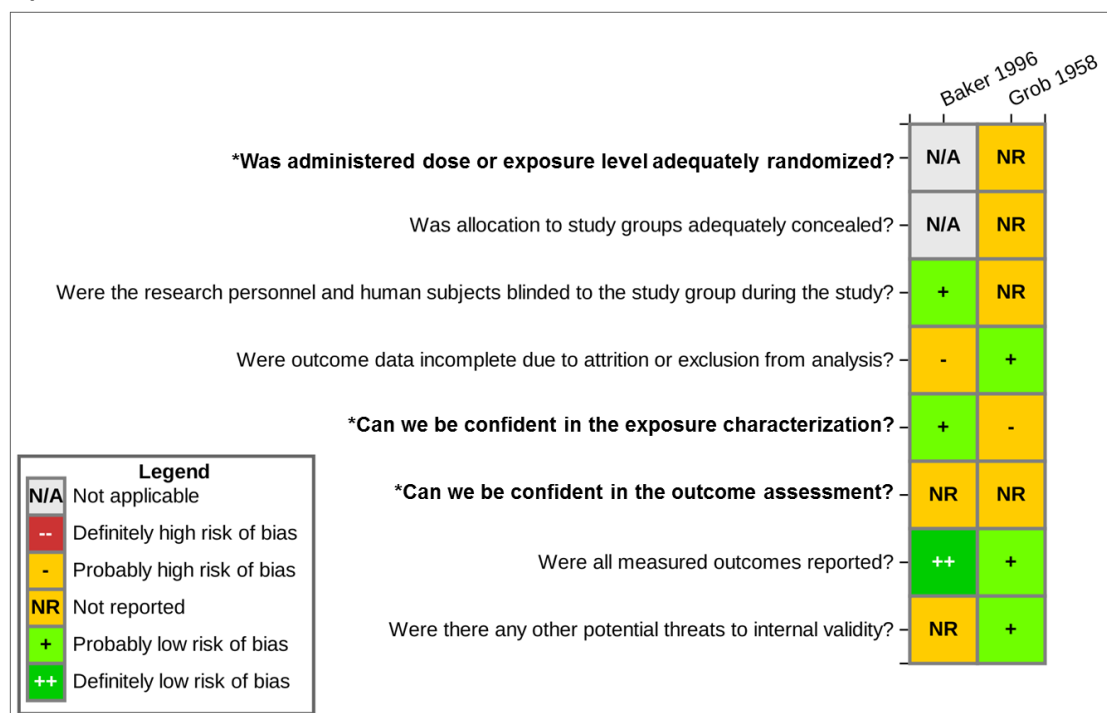 Baker 1996
Grob 1958
*Was administered dose or exposure level adequately randomized? N/A NR
Was allocation to study groups adequately concealed? N/A NR
Were the research personnel and human subjects blinded to the study group during the study? + NR
Were outcome data incomplete due to attrition or exclusion from analysis? - +
*Can we be confident in the exposure characterization? + -
*Can we be confident in the outcome assessment? NR NR
Were all measured outcomes reported? ++ +
Were there any other potential threats to internal validity? NR +
Legend
N/A Not applicable
-- Definitely high risk of bias
- Probably high risk of bias
NR Not reported
+ Probably low risk of bias
++ Definitely low risk of bias